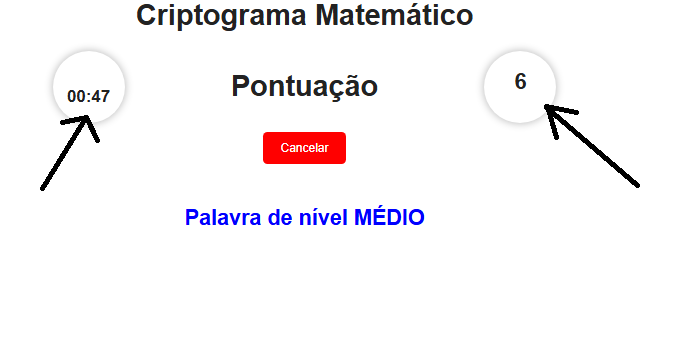 Criptograma Matemático
00:47
Pontuação
6
Cancelar
Palavra de nível MÉDIO